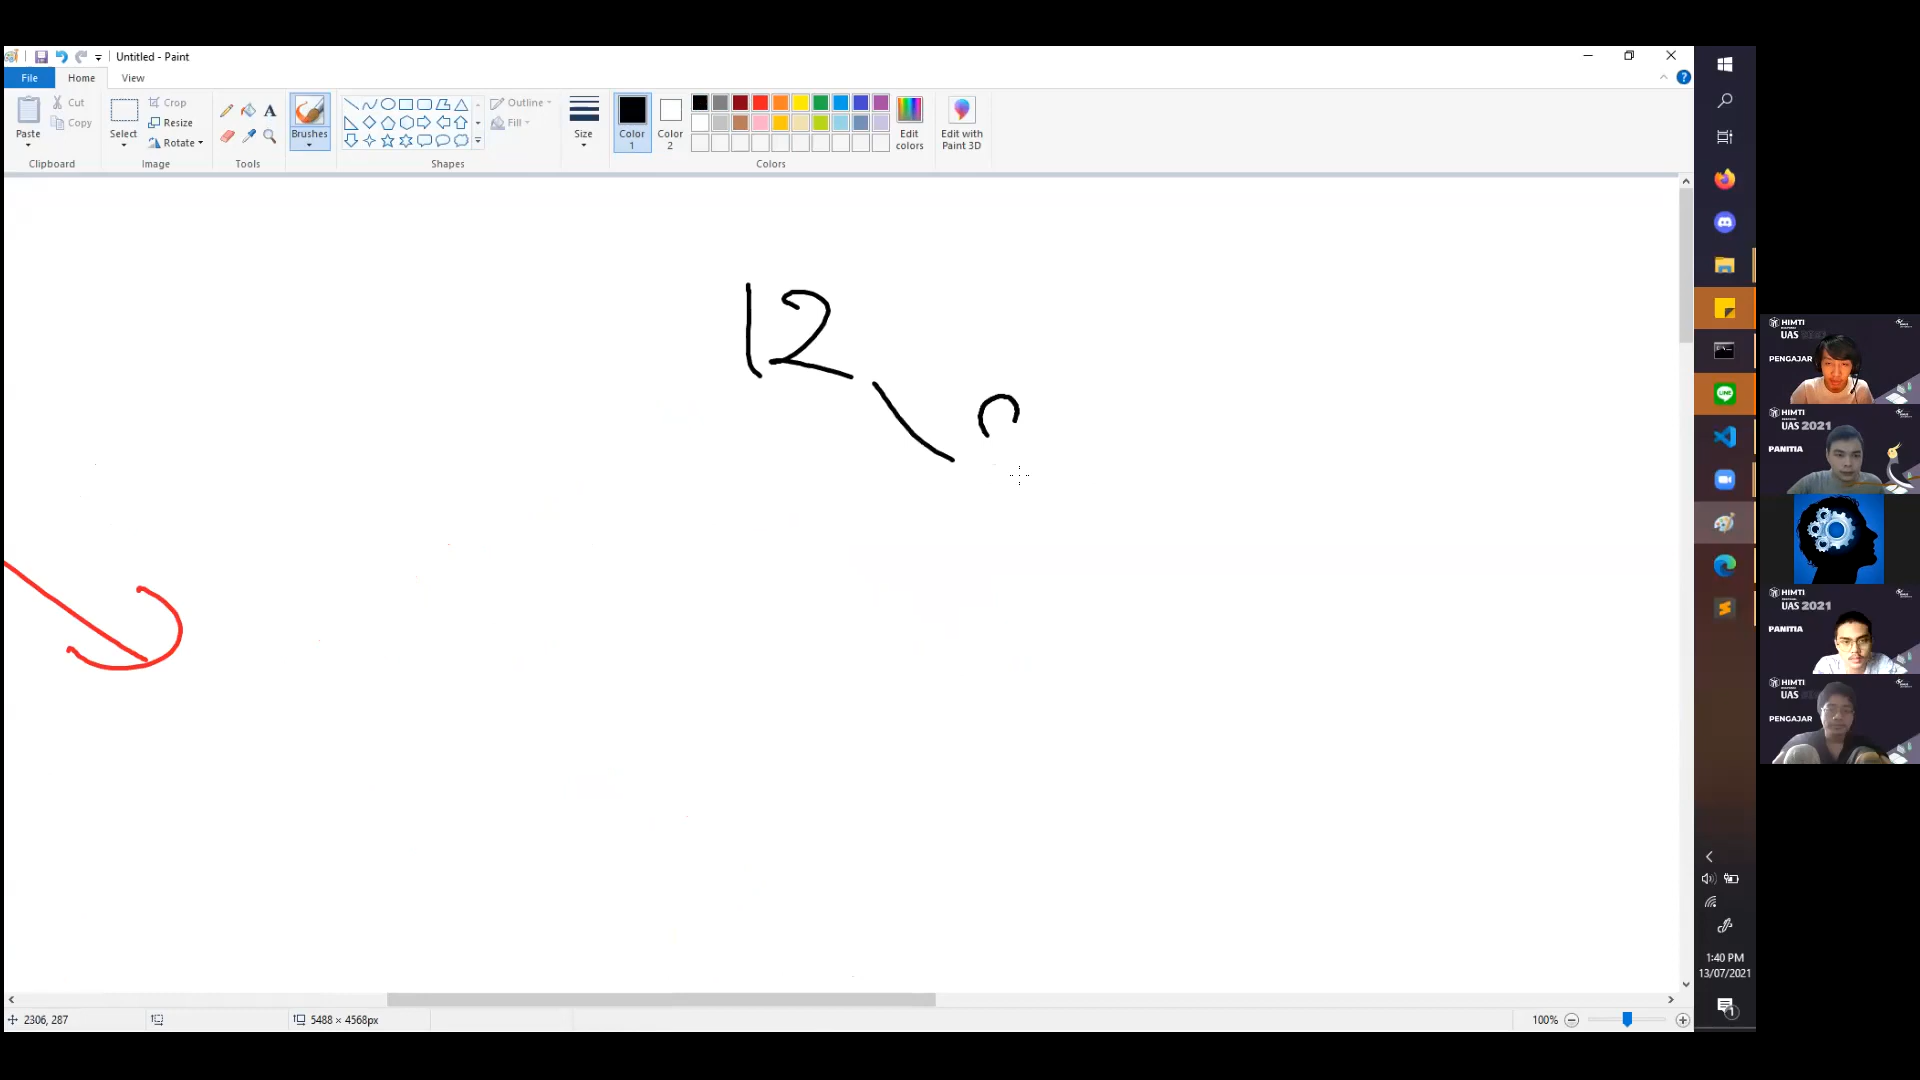 Untitled - Paint
File Home View
Paste
Cut
Copy
Clipboard
Select
Crop
Resize
Rotate
Image
Tools
Brushes
Shapes
Outline
Fill
Size
Color 1
Color 2
Colors
Edit colors
Edit with Paint 3D
12
2306, 287
5488 × 4568px
100%
1:40 PM
13/07/2021
HIMTI
UAS
PENGAJAR
HIMTI
UAS 2021
PANITIA
HIMTI
UAS 2021
PANITIA
HIMTI
UAS
PENGAJAR